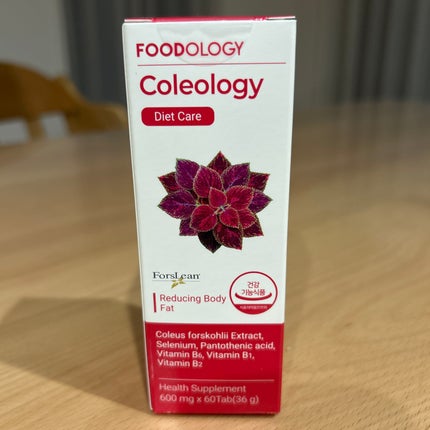 FOODOLOGY
Coleology
Diet Care
ForsLean
건강
기능식품
Reducing Body
Fat
Coleus forskohlii Extract,
Selenium, Pantothenic acid,
Vitamin B6, Vitamin B1,
Vitamin B2
Health Supplement
600 mg x 60Tab(36 g)